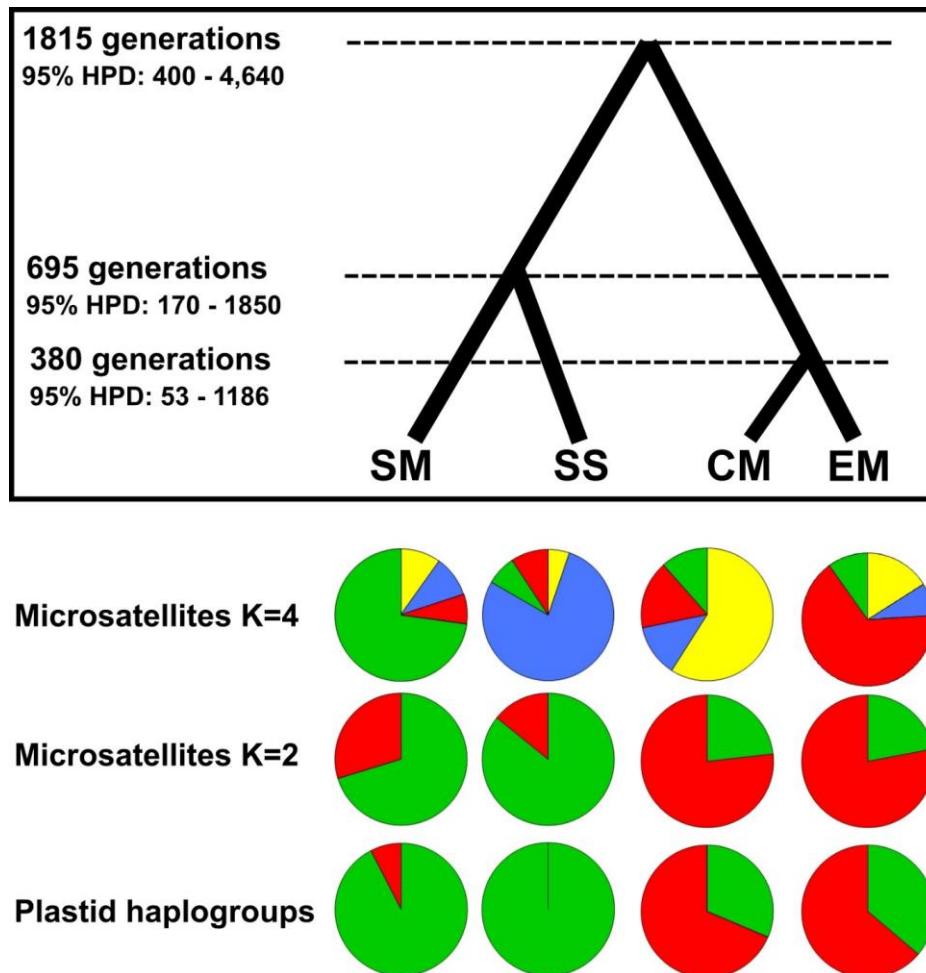 1815 generations
95% HPD: 400 - 4,640
695 generations
95% HPD: 170 - 1850
380 generations
95% HPD: 53 - 1186
SM SS CM EM
Microsatellites K=4
Microsatellites K=2
Plastid haplogroups